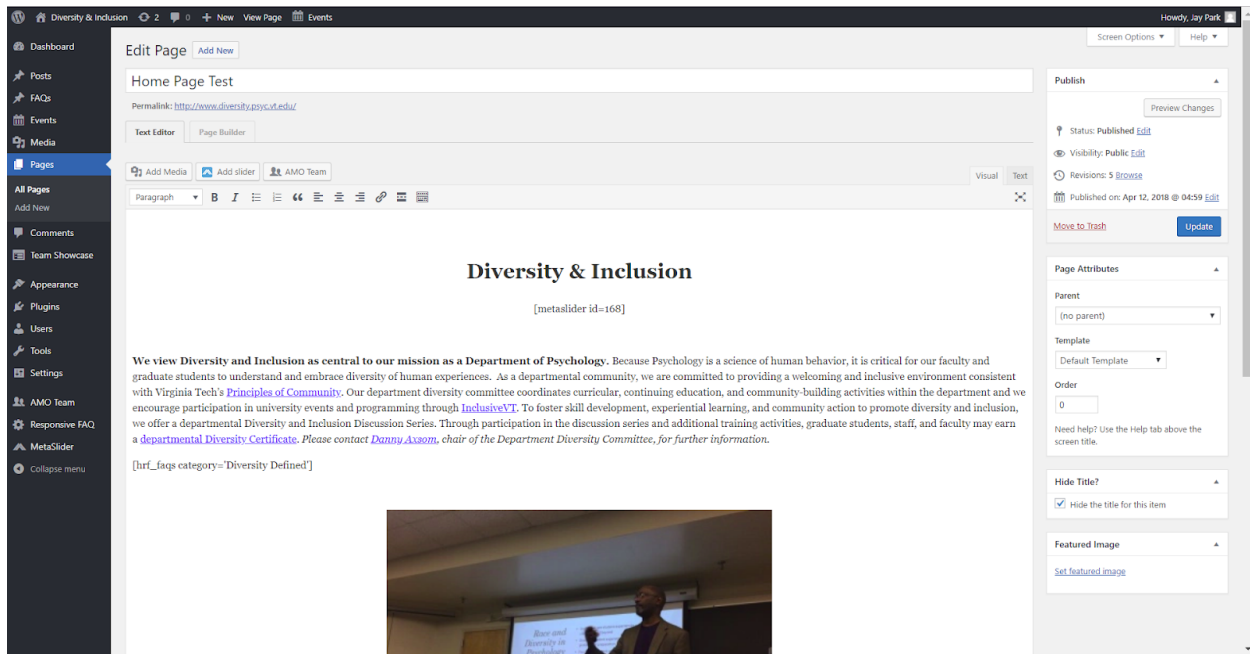 Diversity & Inclusion 2 0 New View Page Events Howdy, Jay Park
Screen Options Help
Dashboard
Posts
FAQs
Events
Media
Pages
All Pages
Add New
Comments
Team Showcase
Appearance
Plugins
Users
Tools
Settings
AMO Team
Responsive FAQ
MetaSlider
Collapse menu
Edit Page Add New
Home Page Test
Permalink: http://www.diversity.psyc.vt.edu/
Text Editor Page Builder
Add Media Add slider AMO Team
Visual Text
Paragraph B I
Diversity & Inclusion
[metaslider id=168]
We view Diversity and Inclusion as central to our mission as a Department of Psychology. Because Psychology is a science of human behavior, it is critical for our faculty and
graduate students to understand and embrace diversity of human experiences. As a departmental community, we are committed to providing a welcoming and inclusive environment consistent
with Virginia Tech's Principles of Community. Our department diversity committee coordinates curricular, continuing education, and community-building activities within the department and we
encourage participation in university events and programming through InclusiveVT. To foster skill development, experiential learning, and community action to promote diversity and inclusion,
we offer a departmental Diversity and Inclusion Discussion Series. Through participation in the discussion series and additional training activities, graduate students, staff, and faculty may earn
a departmental Diversity Certificate. Please contact Danny Axsom, chair of the Department Diversity Committee, for further information.
[hrf_faqs category='Diversity Defined']
Race and
Diversity in
Psychology
Publish
Preview Changes
Status: Published Edit
Visibility: Public Edit
Revisions: 5 Browse
Published on: Apr 12, 2018 @ 04:59 Edit
Move to Trash Update
Page Attributes
Parent
(no parent)
Template
Default Template
Order
0
Need help? Use the Help tab above the
screen title.
Hide Title?
Hide the title for this item
Featured Image
Set featured image